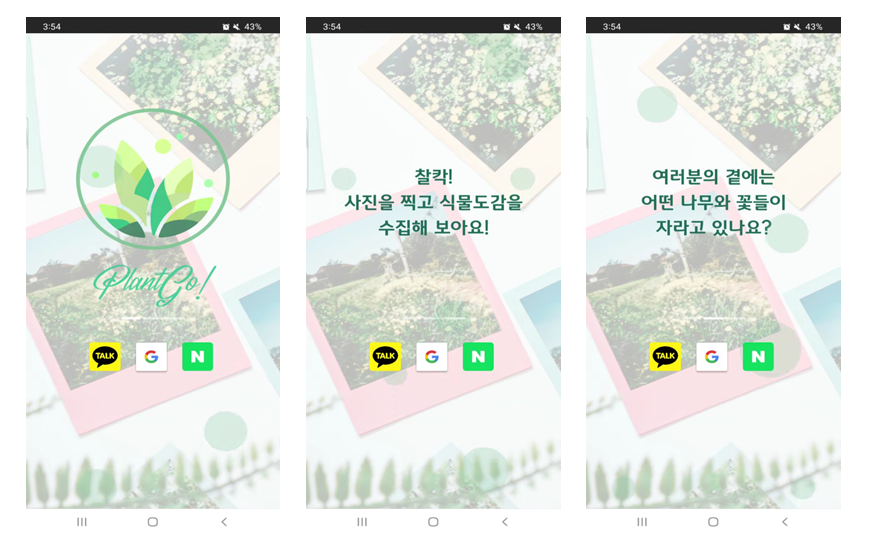 3:54
43%
PlantGo!
TALK
G
N
3:54
43%
찰칵!
사진을 찍고 식물도감을
수집해 보아요!
TALK
G
N
3:54
43%
여러분의 곁에는
어떤 나무와 꽃들이
자라고 있나요?
TALK
G
N